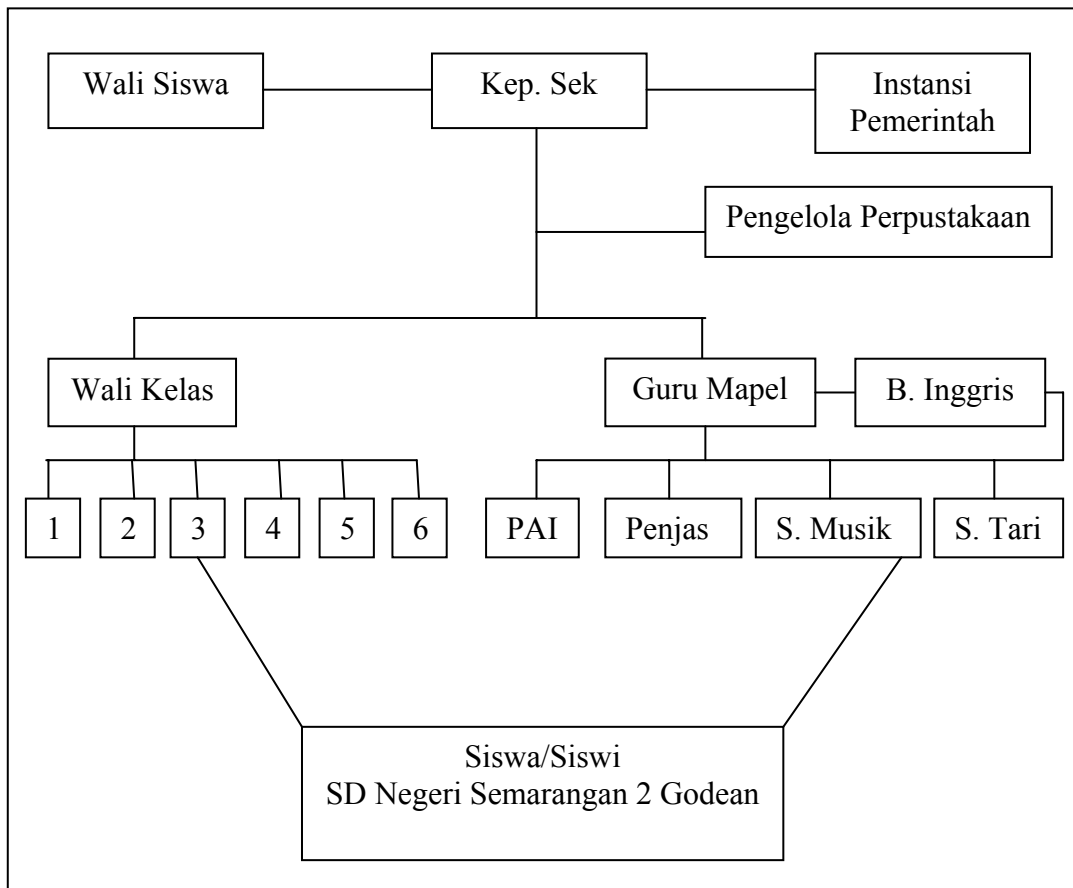 Wali Siswa
Kep. Sek
Instansi
Pemerintah
Pengelola Perpustakaan
Wali Kelas
Guru Mapel
B. Inggris
1
2
3
4
5
6
PAI
Penjas
S. Musik
S. Tari
Siswa/Siswi
SD Negeri Semarangan 2 Godean